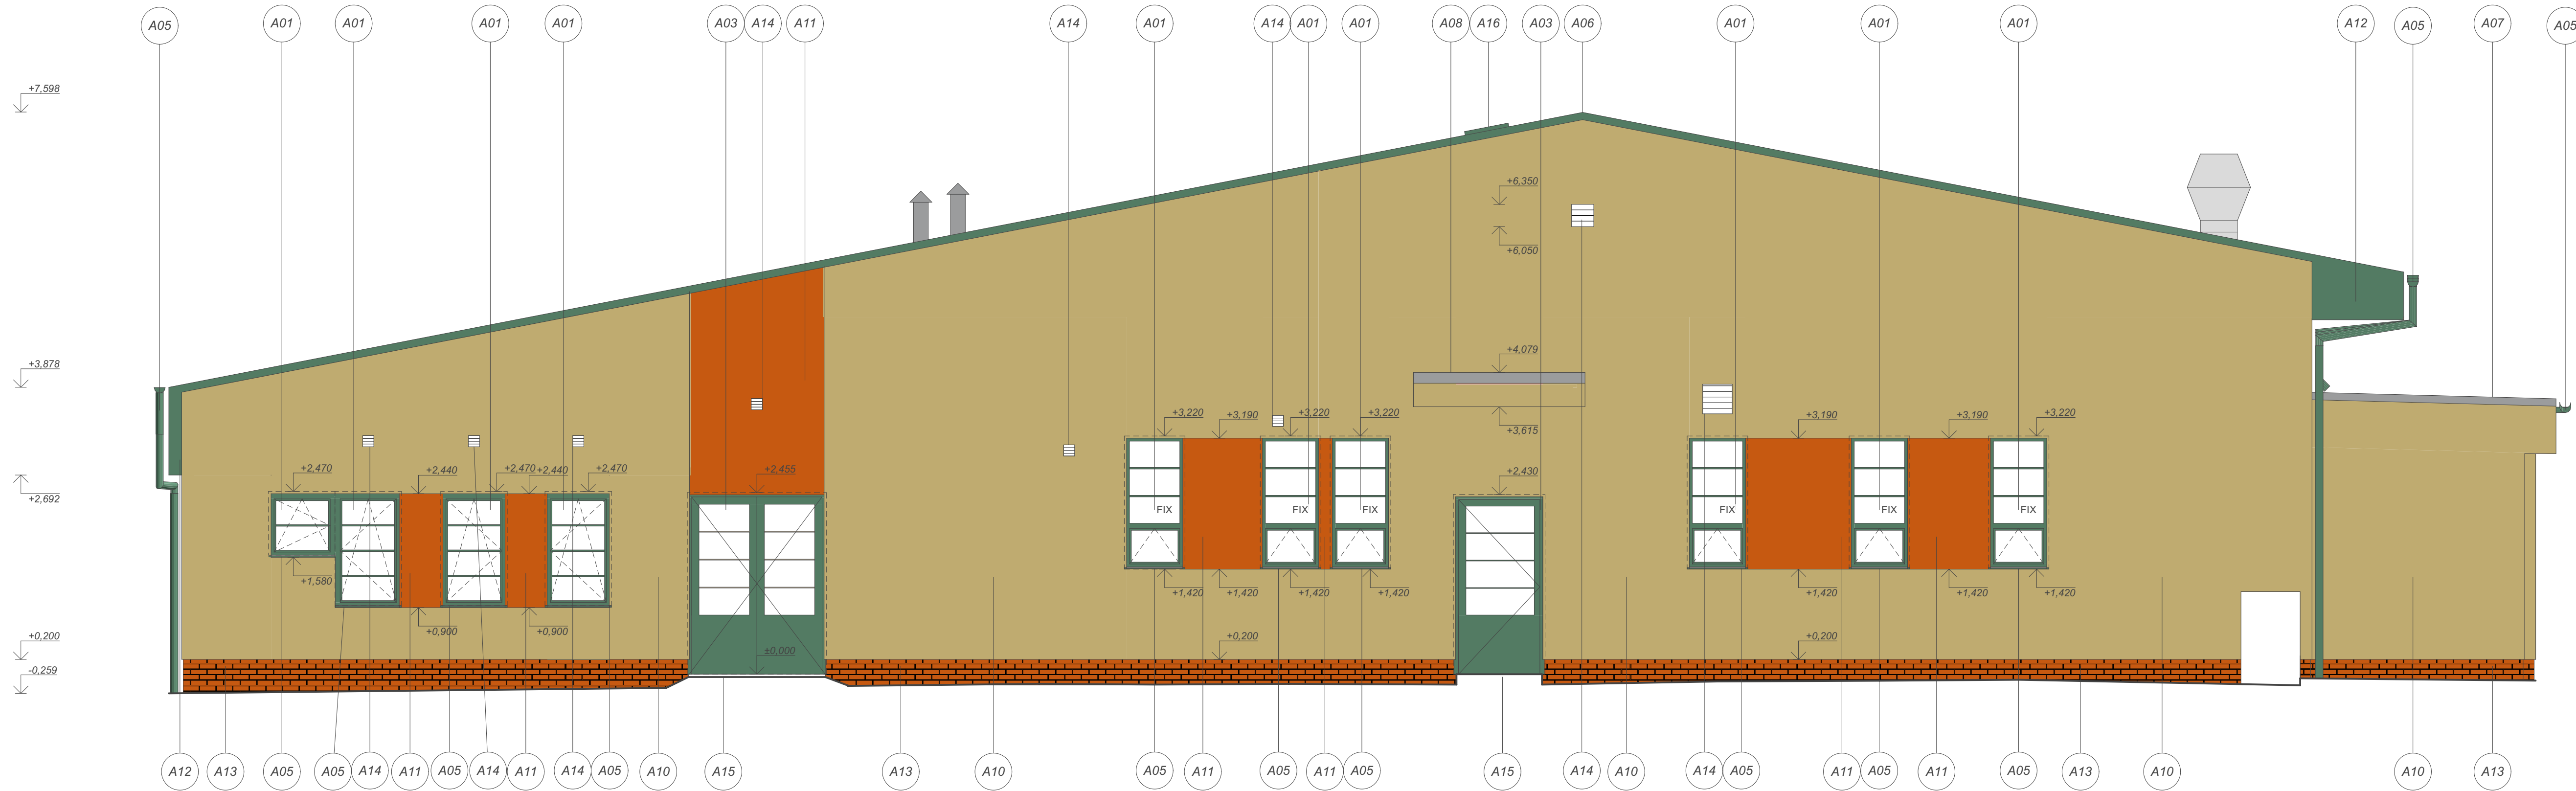 A05 A01 A01 A01 A01 A03 A14 A11 A14 A01 A14 A01 A01 A08 A16 A03 A06 A01 A01 A01 A12 A05 A07 A05
+7,598
+6,350
+6,050
+4,079
+3,878
+3,615
+3,220 +3,190 +3,220 +3,220 +3,190 +3,190 +3,220
+2,470 +2,440 +2,470 +2,440 +2,470 +2,455 +2,430
+2,692
FIX FIX FIX FIX FIX FIX
+1,580 +1,420 +1,420 +1,420 +1,420 +1,420 +1,420 +1,420
+0,900 +0,900
+0,200 +0,200 +0,200
±0,000
-0,259
A12 A13 A05 A05 A14 A11 A05 A14 A11 A14 A05 A10 A15 A13 A10 A05 A11 A05 A11 A05 A15 A14 A10 A14 A05 A11 A05 A11 A05 A13 A10 A10 A13